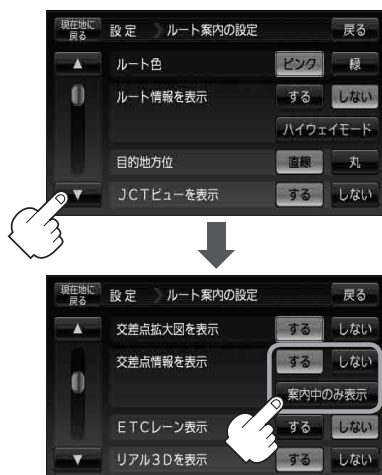 現在地に戻る 設定 ルート案内の設定 戻る
▲ ルート色 ピンク 緑
ルート情報を表示 する しない
ハイウェイモード
目的地方位 直線 丸
▼ JCTビューを表示 する しない
現在地に戻る 設定 ルート案内の設定 戻る
▲ 交差点拡大図を表示 する しない
交差点情報を表示 する しない
案内中のみ表示
ETCレーン表示 する しない
▼ リアル3Dを表示 する しない